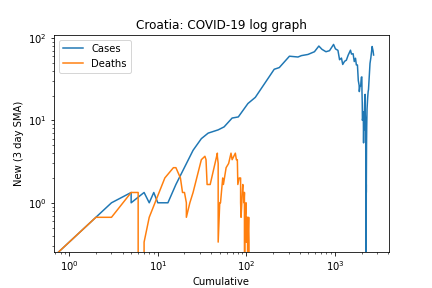 Croatia: COVID-19 log graph
Cases
Deaths
New (3 day SMA)
10²
10¹
10⁰
10⁰ 10¹ 10² 10³
Cumulative